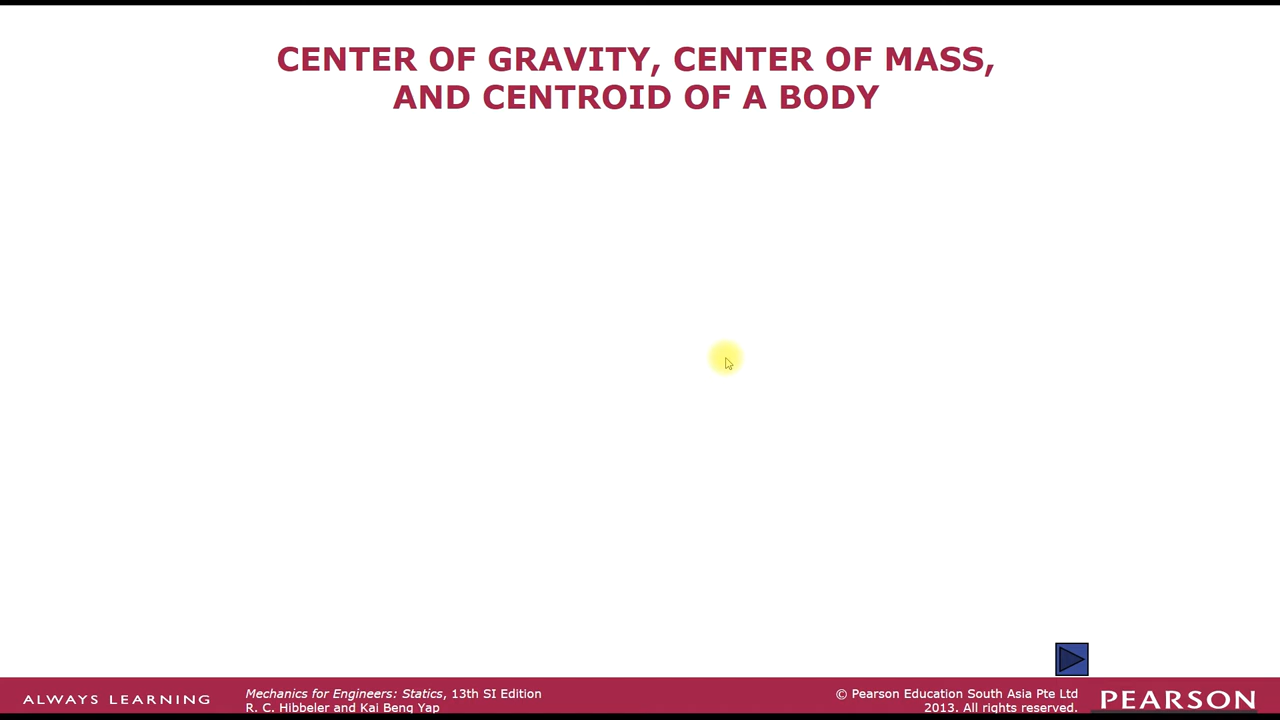 CENTER OF GRAVITY, CENTER OF MASS,
AND CENTROID OF A BODY
ALWAYS LEARNING
Mechanics for Engineers: Statics, 13th SI Edition
R. C. Hibbeler and Kai Beng Yap
© Pearson Education South Asia Pte Ltd
2013. All rights reserved.
PEARSON